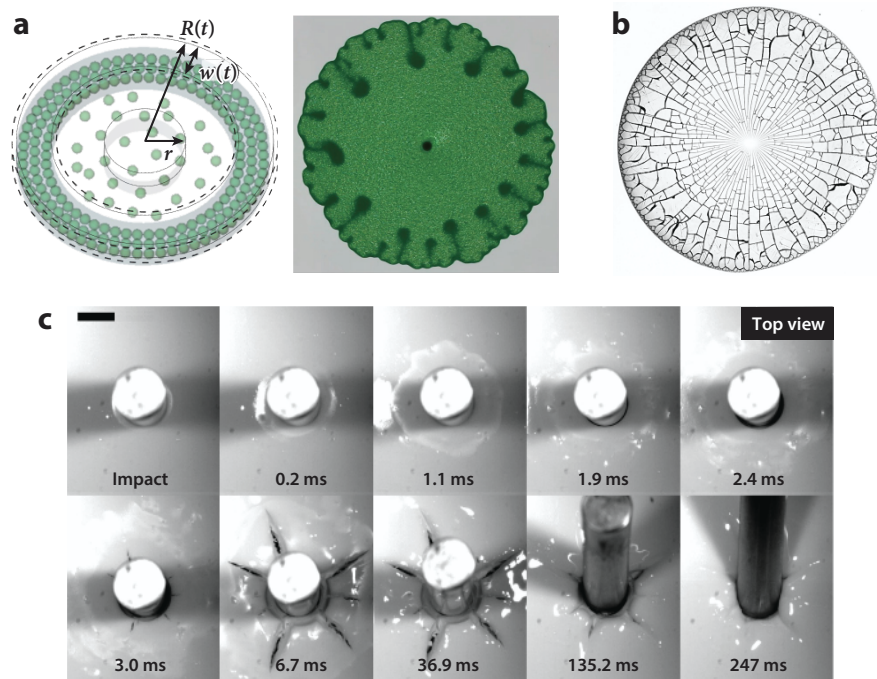 a
R(t)
w(t)
r
b
c
Top view
Impact
0.2 ms
1.1 ms
1.9 ms
2.4 ms
3.0 ms
6.7 ms
36.9 ms
135.2 ms
247 ms